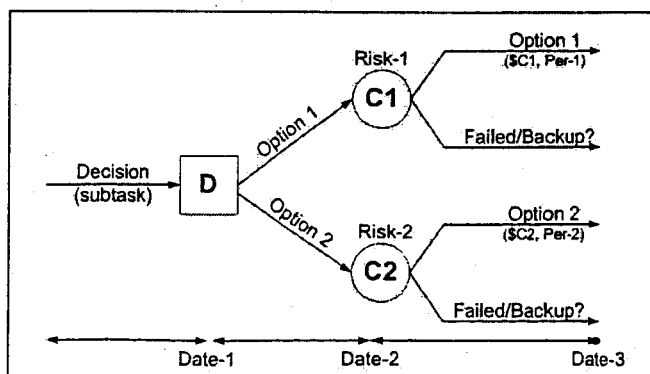 Risk-1
Option 1
($C1, Per-1)
C1
Option 1
Failed/Backup?
Decision
(subtask)
D
Option 2
Risk-2
Option 2
($C2, Per-2)
C2
Failed/Backup?
Date-1
Date-2
Date-3